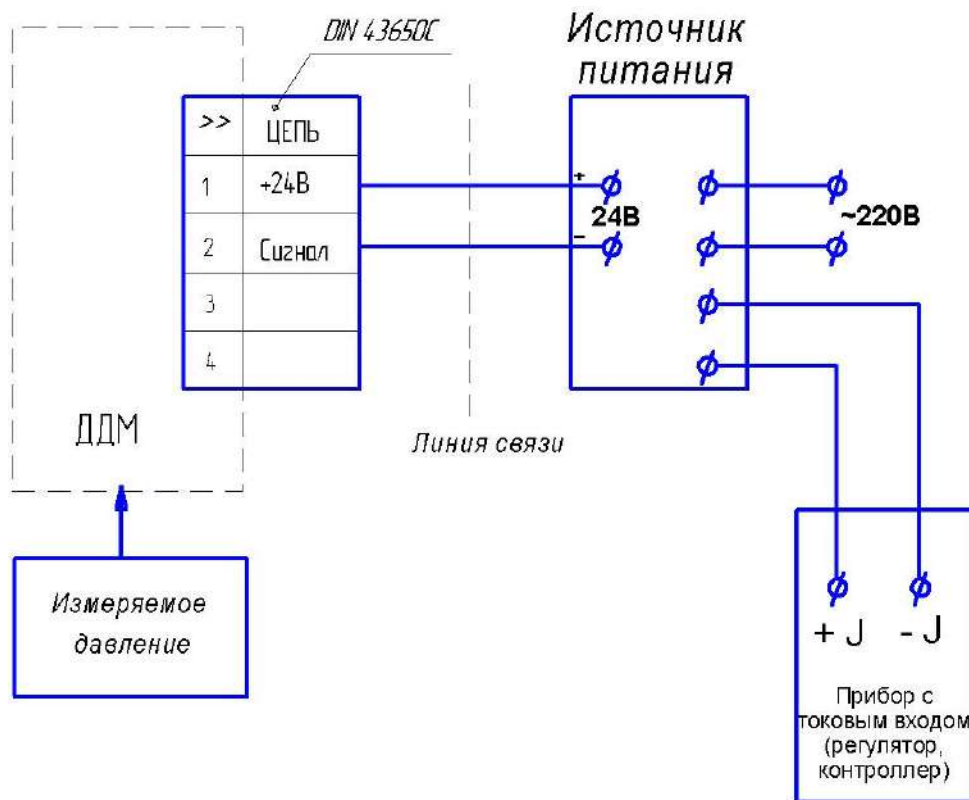 DIN 43650С
Источник
питания
>> ЦЕПЬ
1 +24В
2 Сигнал
3
4
+
24В
−
~220В
ДДМ
Линия связи
Измеряемое
давление
+ J - J
Прибор с
токовым входом
(регулятор,
контроллер)